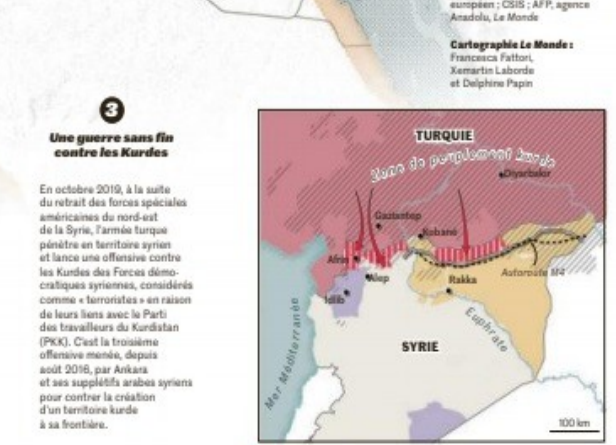 européen ; CSIS ; AFP, agence
Anadolu, Le Monde
Cartographie Le Monde :
Francesca Fattori,
Xemartin Laborde
et Delphine Papin
3
Une guerre sans fin
contre les Kurdes
En octobre 2019, à la suite
du retrait des forces spéciales
américaines du nord-est
de la Syrie, l'armée turque
pénètre en territoire syrien
et lance une offensive contre
les Kurdes des Forces démo-
cratiques syriennes, considérés
comme « terroristes » en raison
de leurs liens avec le Parti
des travailleurs du Kurdistan
(PKK). C'est la troisième
offensive menée, depuis
août 2016, par Ankara
et ses supplétifs arabes syriens
pour contrer la création
d'un territoire kurde
à sa frontière.
TURQUIE
Zone de peuplement kurde
Diyarbakır
Gaziantep
Kobané
Afrin
Alep
Idlib
Rakka
Autoroute M4
Euphrate
SYRIE
Mer Méditerranée
100 km